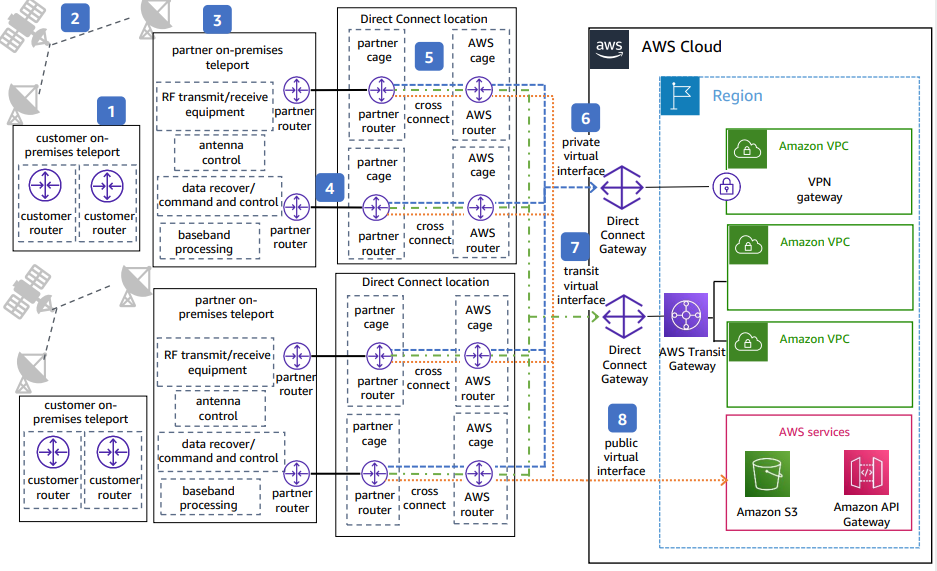 2
3
1
customer on-
premises teleport
customer
router
customer
router
partner on-premises
teleport
RF transmit/receive
equipment
antenna
control
data recover/
command and control
baseband
processing
partner
router
4
partner
router
Direct Connect location
partner
cage
5
AWS
cage
cross
connect
partner
router
AWS
router
partner
cage
AWS
cage
cross
connect
partner
router
AWS
router
customer on-
premises teleport
customer
router
customer
router
partner on-
premises teleport
RF transmit/receive
equipment
antenna
control
data recover/
command and control
baseband
processing
partner
router
partner
router
Direct Connect location
partner
cage
AWS
cage
cross
connect
partner
router
AWS
router
partner
cage
AWS
cage
cross
connect
partner
router
AWS
router
aws
AWS Cloud
Region
6
private
virtual
interface
Direct
Connect
Gateway
Amazon VPC
VPN
gateway
7
transit
virtual
interface
Direct
Connect
Gateway
AWS Transit
Gateway
Amazon VPC
Amazon VPC
8
public
virtual
interface
AWS services
Amazon S3
Amazon API
Gateway